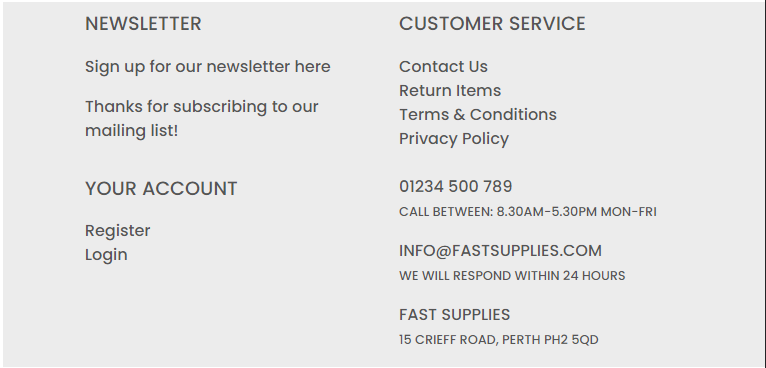 NEWSLETTER
Sign up for our newsletter here
Thanks for subscribing to our
mailing list!
YOUR ACCOUNT
Register
Login
CUSTOMER SERVICE
Contact Us
Return Items
Terms & Conditions
Privacy Policy
01234 500 789
CALL BETWEEN: 8.30AM-5.30PM MON-FRI
INFO@FASTSUPPLIES.COM
WE WILL RESPOND WITHIN 24 HOURS
FAST SUPPLIES
15 CRIEFF ROAD, PERTH PH2 5QD